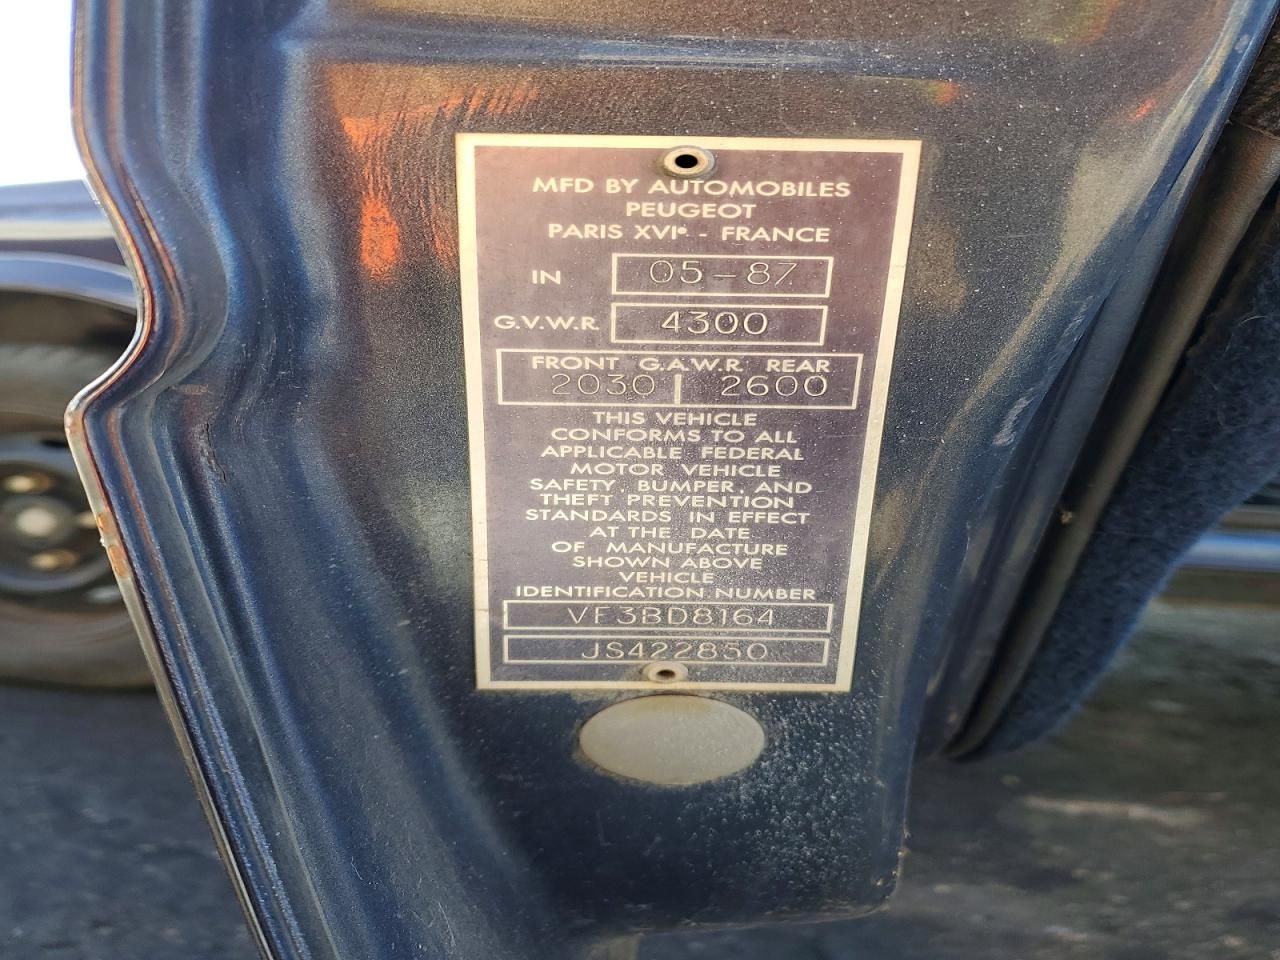 MFD BY AUTOMOBILES
PEUGEOT
PARIS XVIe - FRANCE
IN 05-87
G.V.W.R. 4300
FRONT G.A.W.R. REAR
2030 | 2600
THIS VEHICLE
CONFORMS TO ALL
APPLICABLE FEDERAL
MOTOR VEHICLE
SAFETY, BUMPER, AND
THEFT PREVENTION
STANDARDS IN EFFECT
AT THE DATE
OF MANUFACTURE
SHOWN ABOVE
VEHICLE
IDENTIFICATION NUMBER
VF3BD8164
JS422850